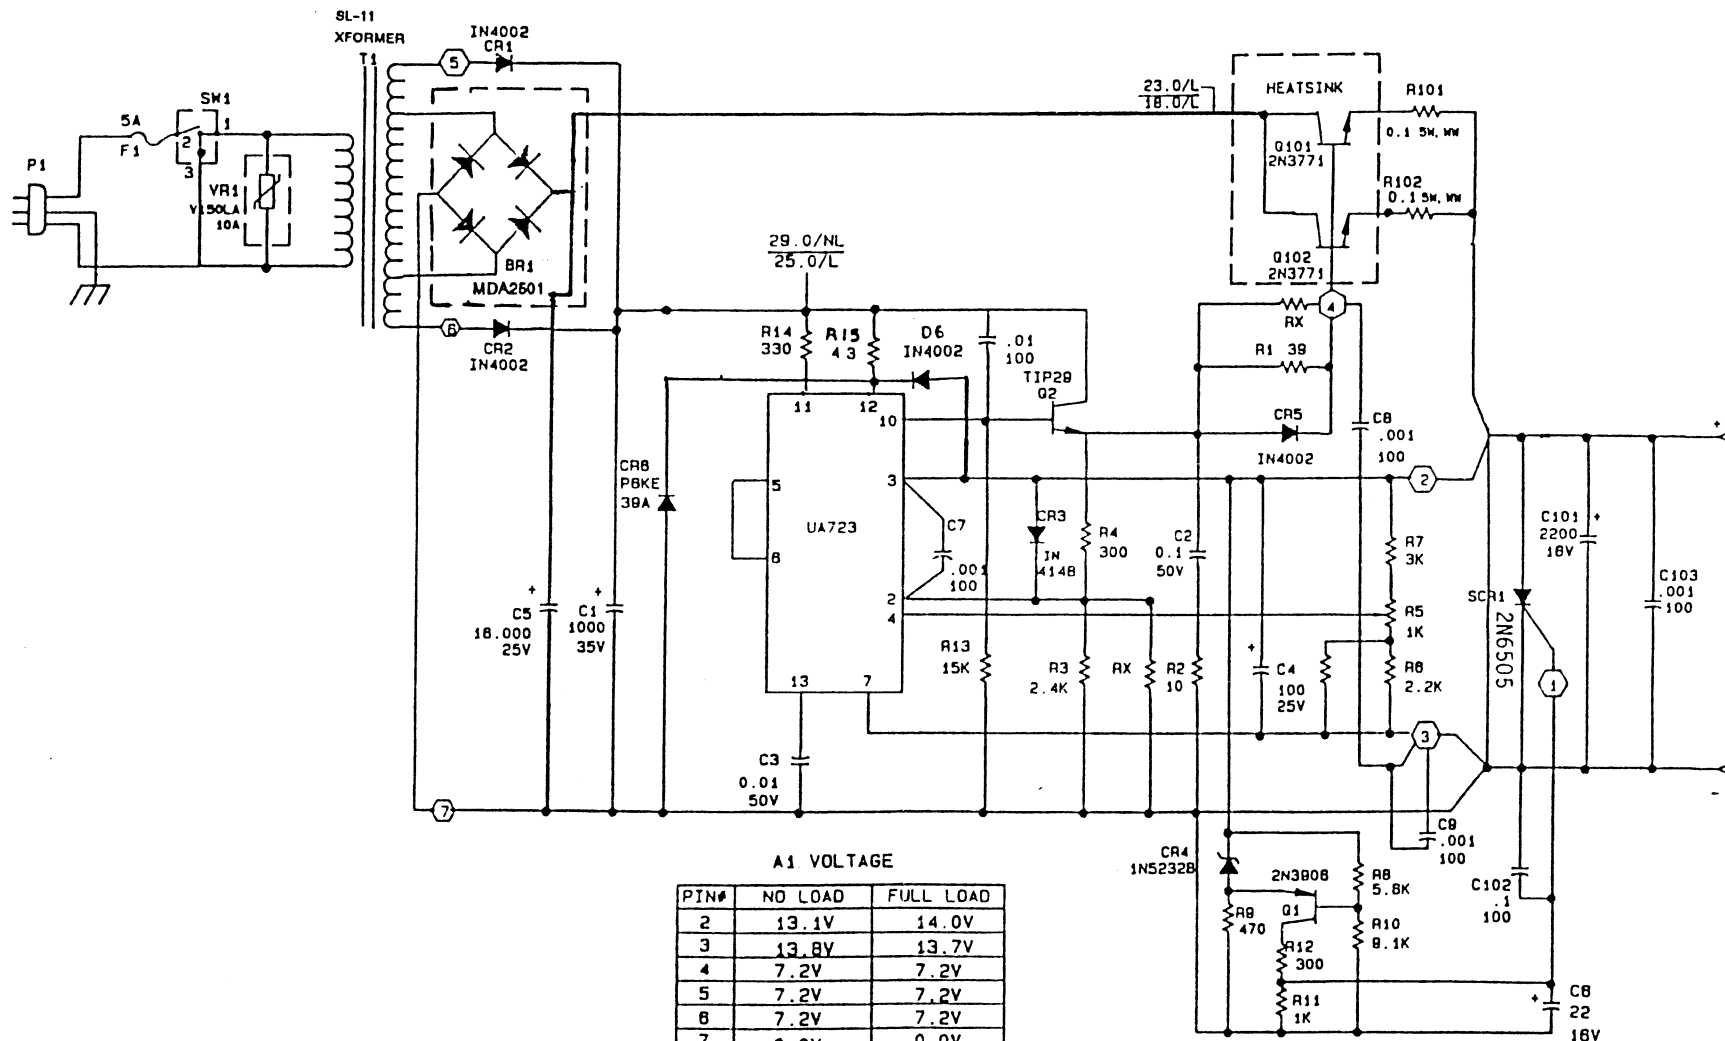 SL-11
XFORMER
T1
IN4002
CR1
5
SW1
1
2
3
5A
F1
P1
VR1
V150LA
10A
BR1
MDA2501
6
CR2
IN4002
23.0/L
18.0/L
HEATSINK
Q101
2N3771
R101
0.1 5W, WW
R102
0.1 5W, WW
Q102
2N3771
29.0/NL
25.0/L
R14
330
R15
4 3
D6
IN4002
.01
100
TIP29
Q2
RX
4
R1 39
CR5
IN4002
C8
.001
100
11
12
10
CR8
P6KE
39A
5
6
3
UA723
C7
.001
100
2
4
CR3
IN
4148
R4
300
C2
0.1
50V
2
R7
3K
R5
1K
SCR1
2N6505
C101
2200
16V
C103
.001
100
+
C5
18.000
25V
+
C1
1000
35V
+
13
7
R13
15K
R3
2.4K
RX
R2
10
C4
100
25V
+
R6
2.2K
1
3
C3
0.01
50V
7
-
C9
.001
100
CR4
1N5232B
2N3906
Q1
R8
5.6K
R9
470
R10
9.1K
R12
300
R11
1K
C102
.1
100
+
C6
22
16V
A1 VOLTAGE
PIN# NO LOAD FULL LOAD
2 13.1V 14.0V
3 13.8V 13.7V
4 7.2V 7.2V
5 7.2V 7.2V
6 7.2V 7.2V